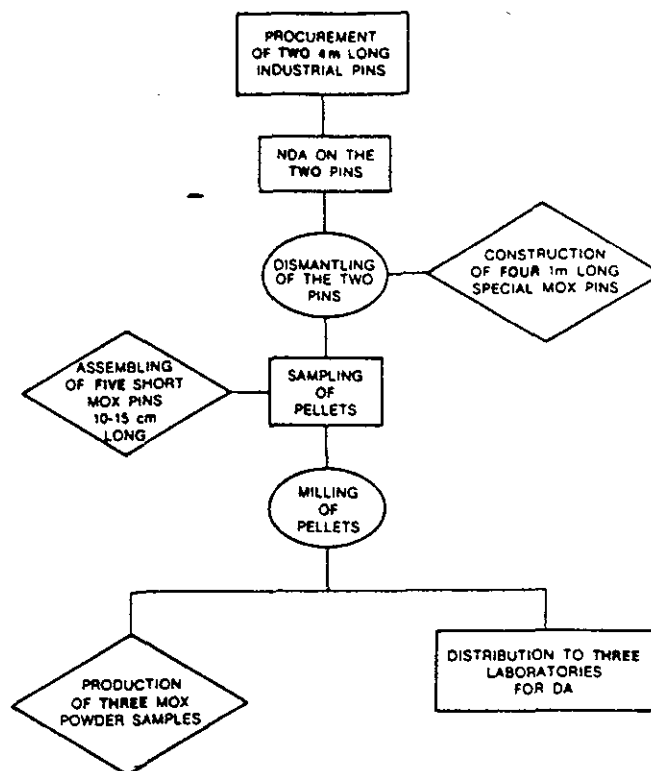 PROCUREMENT
OF TWO 4m LONG
INDUSTRIAL PINS
NDA ON THE
TWO PINS
DISMANTLING
OF THE TWO
PINS
CONSTRUCTION
OF FOUR 1m LONG
SPECIAL MOX PINS
ASSEMBLING
OF FIVE SHORT
MOX PINS
10-15 cm
LONG
SAMPLING
OF
PELLETS
MILLING
OF
PELLETS
PRODUCTION
OF THREE MOX
POWDER SAMPLES
DISTRIBUTION TO THREE
LABORATORIES
FOR DA